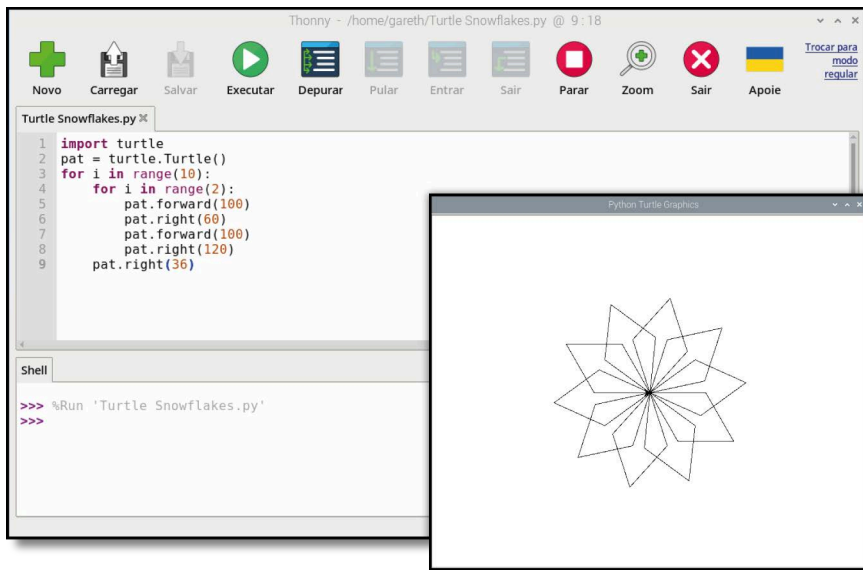 Thonny - /home/gareth/Turtle Snowflakes.py @ 9:18
Novo Carregar Salvar Executar Depurar Pular Entrar Sair Parar Zoom Sair Apoie
Trocar para
modo
regular
Turtle Snowflakes.py
1 import turtle
2 pat = turtle.Turtle()
3 for i in range(10):
4     for i in range(2):
5         pat.forward(100)
6         pat.right(60)
7         pat.forward(100)
8         pat.right(120)
9     pat.right(36)
Python Turtle Graphics
Shell
>>> %Run 'Turtle Snowflakes.py'
>>>